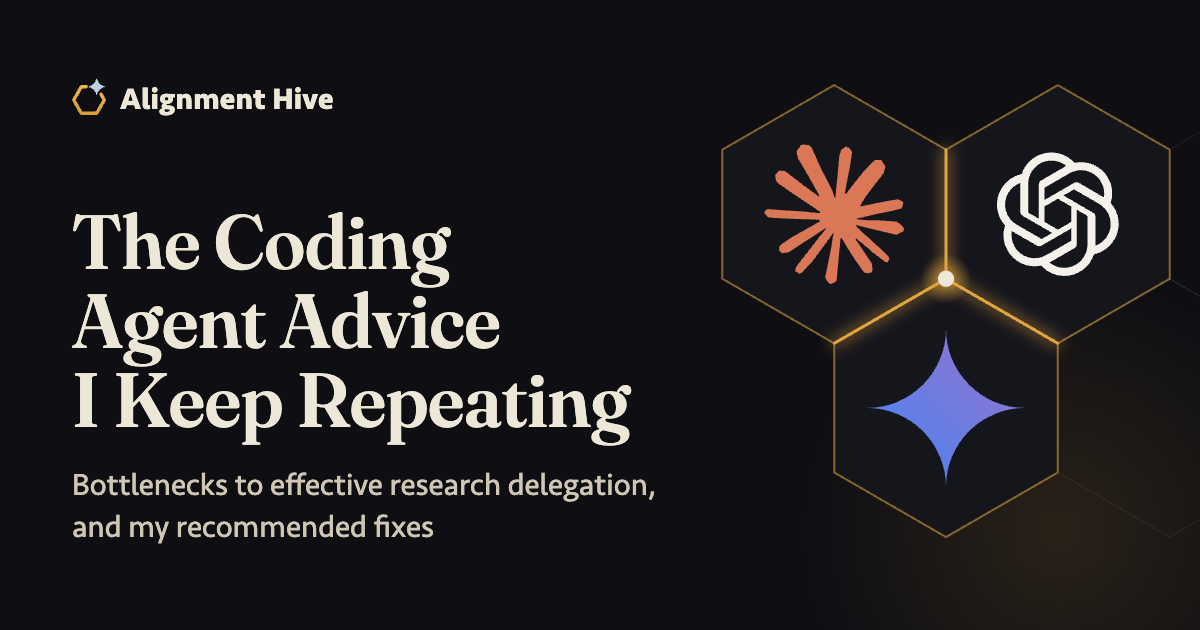 Alignment Hive
The Coding
Agent Advice
I Keep Repeating
Bottlenecks to effective research delegation,
and my recommended fixes